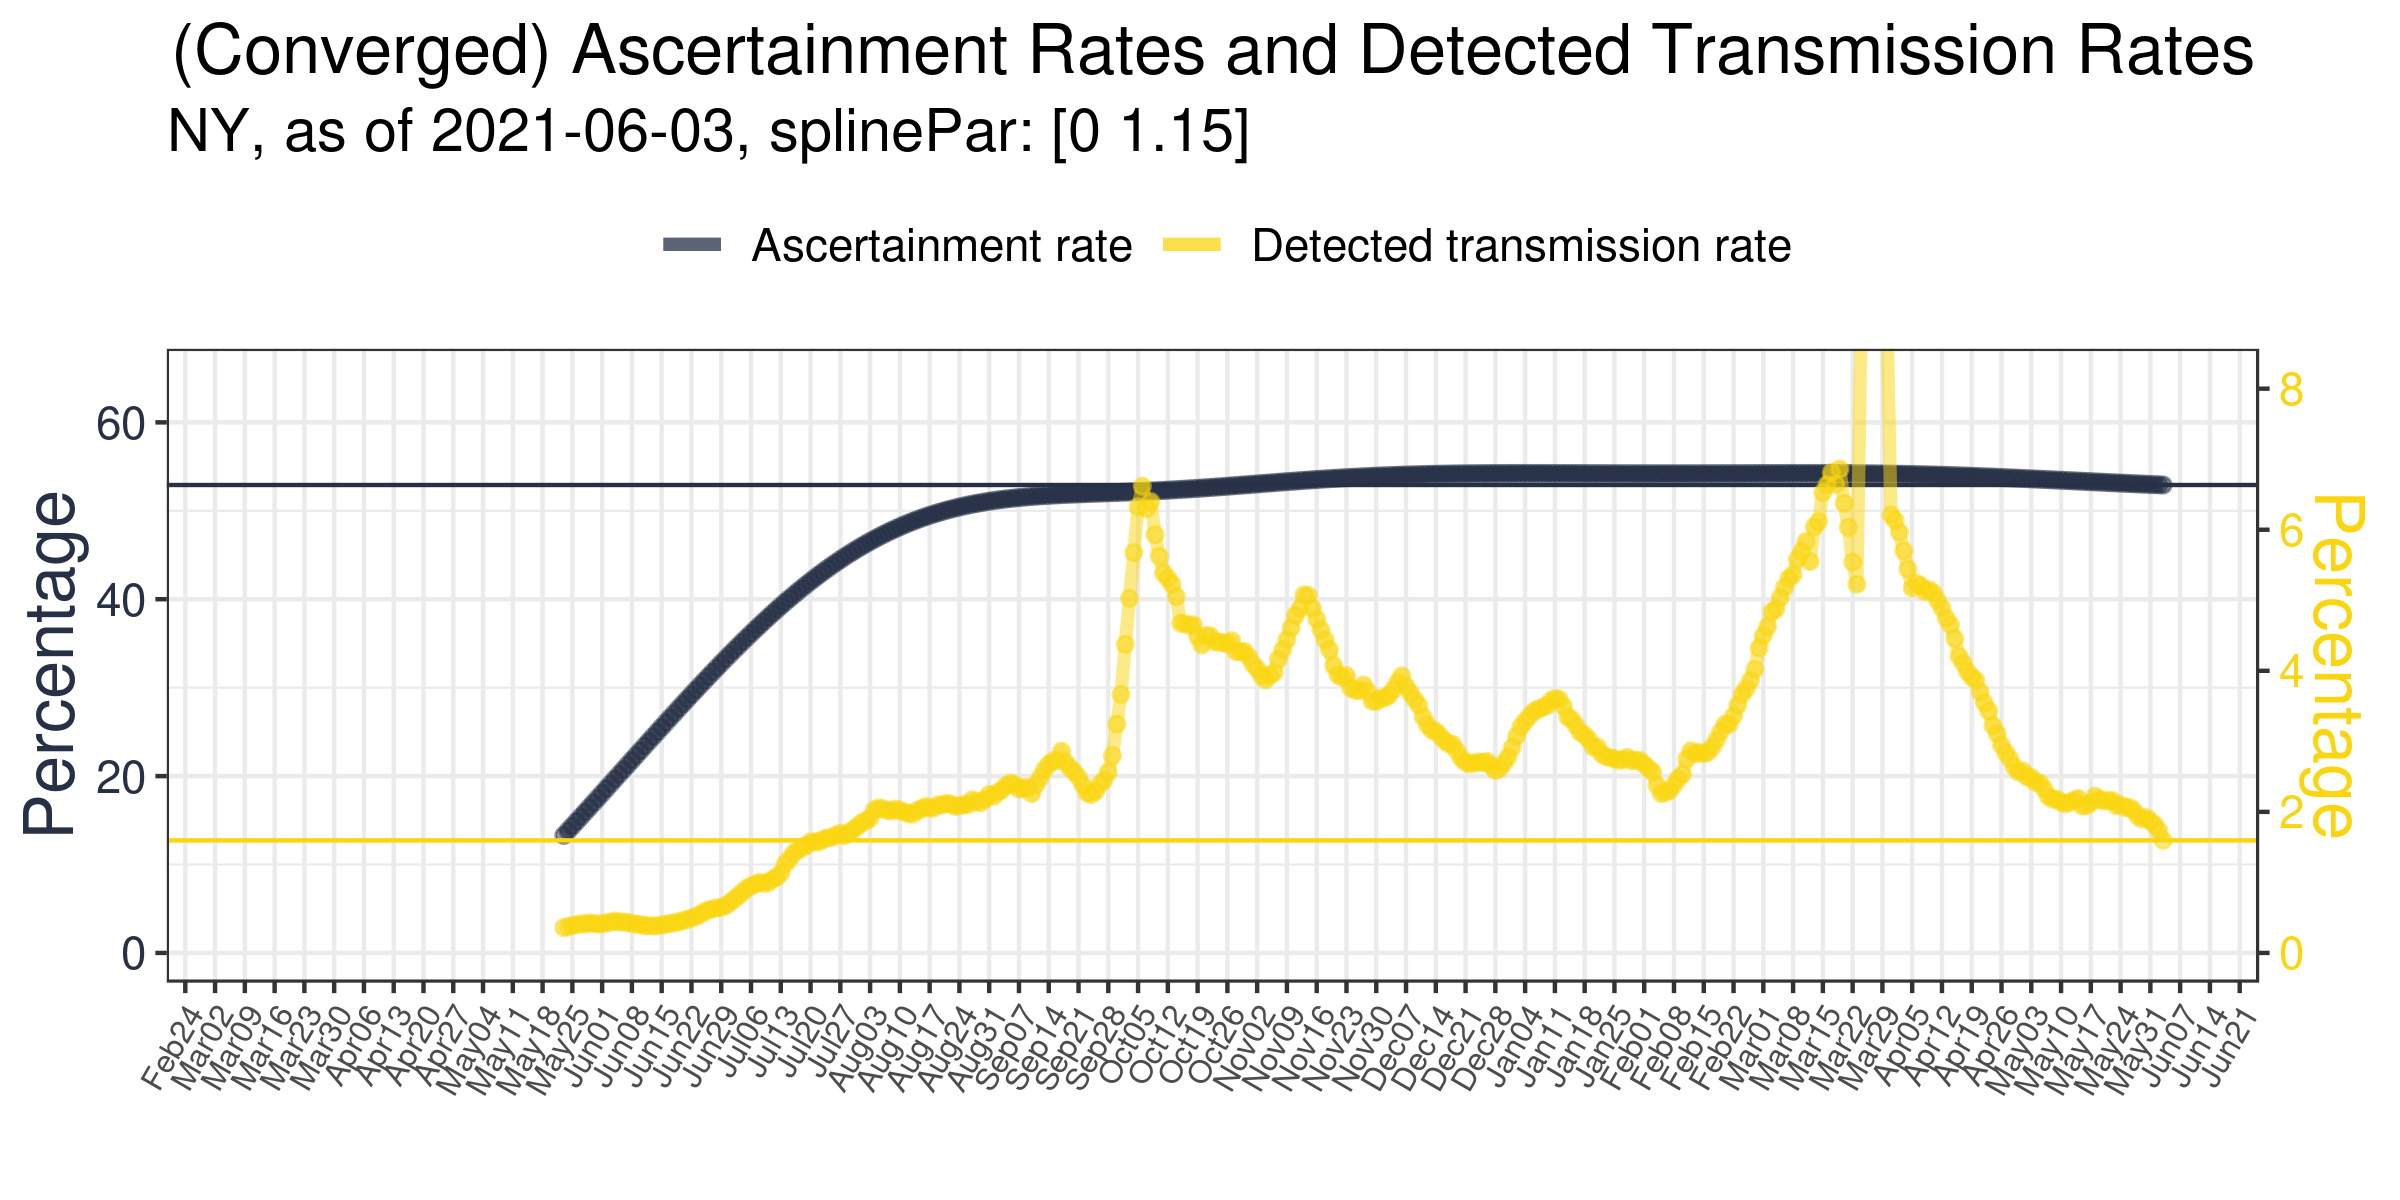 (Converged) Ascertainment Rates and Detected Transmission Rates
NY, as of 2021-06-03, splinePar: [0 1.15]
Ascertainment rate Detected transmission rate
Percentage
60
40
20
0
8
6
4
2
0
Percentage
Feb24 Mar02 Mar09 Mar16 Mar23 Mar30 Apr06 Apr13 Apr20 Apr27 May04 May11 May18 May25 Jun01 Jun08 Jun15 Jun22 Jun29 Jul06 Jul13 Jul20 Jul27 Aug03 Aug10 Aug17 Aug24 Aug31 Sep07 Sep14 Sep21 Sep28 Oct05 Oct12 Oct19 Oct26 Nov02 Nov09 Nov16 Nov23 Nov30 Dec07 Dec14 Dec21 Dec28 Jan04 Jan11 Jan18 Jan25 Feb01 Feb08 Feb15 Feb22 Mar01 Mar08 Mar15 Mar22 Mar29 Apr05 Apr12 Apr19 Apr26 May03 May10 May17 May24 May31 Jun07 Jun14 Jun21